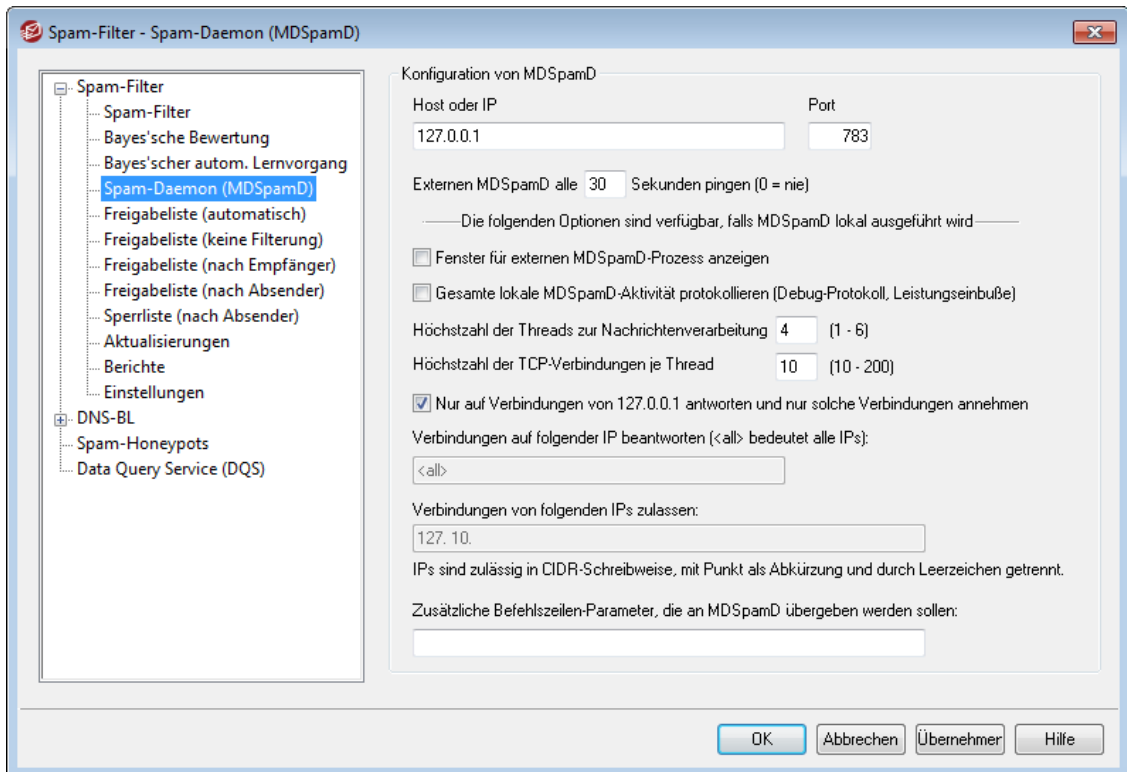 Spam-Filter - Spam-Daemon (MDSpamD)
Spam-Filter
Spam-Filter
Bayes'sche Bewertung
Bayes'scher autom. Lernvorgang
Spam-Daemon (MDSpamD)
Freigabeliste (automatisch)
Freigabeliste (keine Filterung)
Freigabeliste (nach Empfänger)
Freigabeliste (nach Absender)
Sperrliste (nach Absender)
Aktualisierungen
Berichte
Einstellungen
DNS-BL
Spam-Honeypots
Data Query Service (DQS)
Konfiguration von MDSpamD
Host oder IP Port
127.0.0.1 783
Externen MDSpamD alle 30 Sekunden pingen (0 = nie)
Die folgenden Optionen sind verfügbar, falls MDSpamD lokal ausgeführt wird
Fenster für externen MDSpamD-Prozess anzeigen
Gesamte lokale MDSpamD-Aktivität protokollieren (Debug-Protokoll, Leistungseinbuße)
Höchstzahl der Threads zur Nachrichtenverarbeitung 4 (1 - 6)
Höchstzahl der TCP-Verbindungen je Thread 10 (10 - 200)
Nur auf Verbindungen von 127.0.0.1 antworten und nur solche Verbindungen annehmen
Verbindungen auf folgender IP beantworten (<all> bedeutet alle IPs):
<all>
Verbindungen von folgenden IPs zulassen:
127. 10.
IPs sind zulässig in CIDR-Schreibweise, mit Punkt als Abkürzung und durch Leerzeichen getrennt.
Zusätzliche Befehlszeilen-Parameter, die an MDSpamD übergeben werden sollen:
OK Abbrechen Übernehmer Hilfe